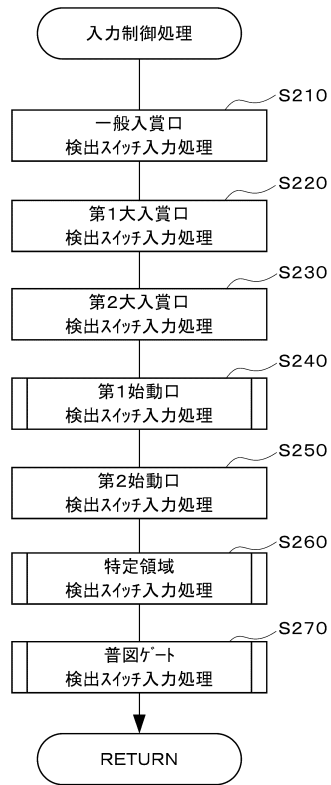 入力制御処理
S210
一般入賞口
検出スイッチ入力処理
S220
第1大入賞口
検出スイッチ入力処理
S230
第2大入賞口
検出スイッチ入力処理
S240
第1始動口
検出スイッチ入力処理
S250
第2始動口
検出スイッチ入力処理
S260
特定領域
検出スイッチ入力処理
S270
普図ゲート
検出スイッチ入力処理
RETURN